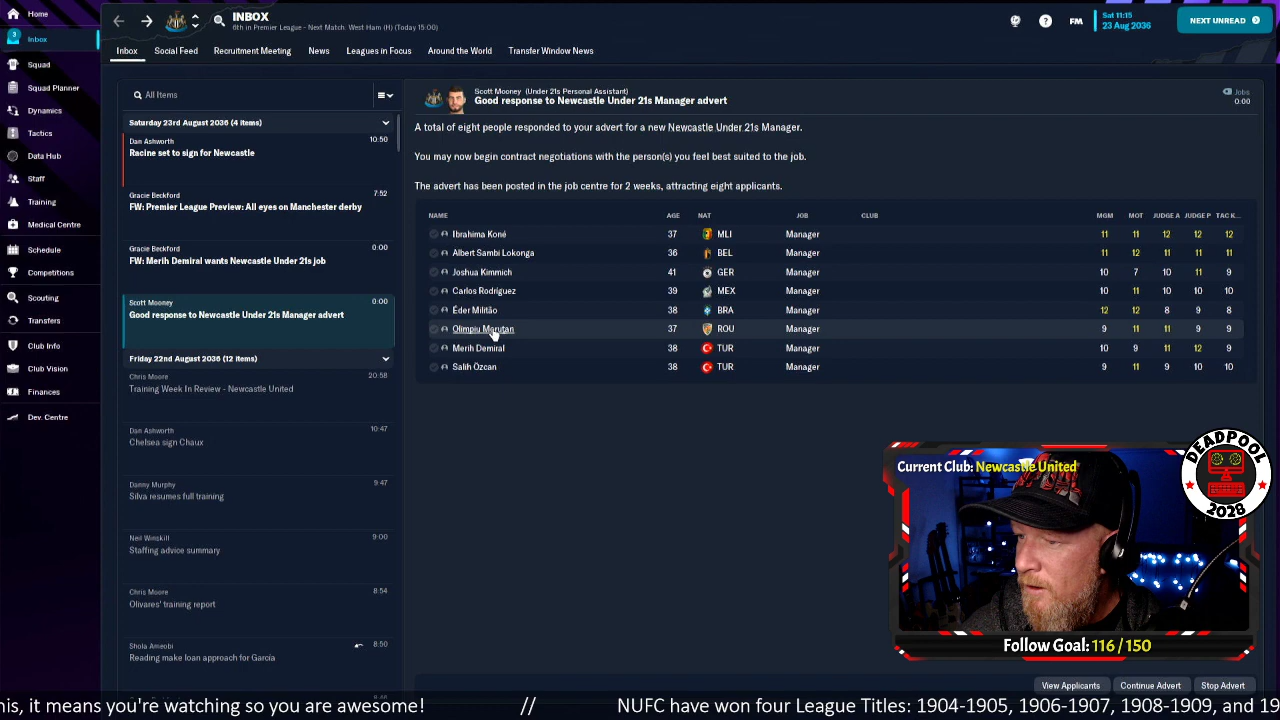 Home
INBOX
6th in Premier League - Next Match, West Ham (H) (Today 15:00)
FM
Sat 11:15
23 Aug 2036
NEXT UNREAD
3
Inbox
Squad
Squad Planner
Dynamics
Tactics
Data Hub
Staff
Training
Medical Centre
Schedule
Competitions
Scouting
Transfers
Club Info
Club Vision
Finances
Dev. Centre
Inbox Social Feed Recruitment Meeting News Leagues in Focus Around the World Transfer Window News
All Items
Saturday 23rd August 2036 (4 items)
Dan Ashworth 10:50
Racine set to sign for Newcastle
Gracie Beckford 7:52
FW: Premier League Preview: All eyes on Manchester derby
Gracie Beckford 0:00
FW: Merih Demiral wants Newcastle Under 21s job
Scott Mooney 0:00
Good response to Newcastle Under 21s Manager advert
Friday 22nd August 2036 (12 items)
Chris Moore 20:58
Training Week In Review - Newcastle United
Dan Ashworth 10:47
Chelsea sign Chaux
Danny Murphy 9:47
Silva resumes full training
Neil Winskill 9:00
Staffing advice summary
Chris Moore 8:54
Olivares' training report
Shola Ameobi 8:50
Reading make loan approach for García
Scott Mooney (Under 21s Personal Assistant)
Good response to Newcastle Under 21s Manager advert
Jobs
0:00
A total of eight people responded to your advert for a new Newcastle Under 21s Manager.
You may now begin contract negotiations with the person(s) you feel best suited to the job.
The advert has been posted in the job centre for 2 weeks, attracting eight applicants.
NAME AGE NAT JOB CLUB MGM MOT JUDGE A JUDGE P TAC K...
Ibrahima Koné 37 MLI Manager 11 11 12 12 12
Albert Sambi Lokonga 36 BEL Manager 11 12 11 11 11
Joshua Kimmich 41 GER Manager 10 7 10 11 9
Carlos Rodríguez 39 MEX Manager 10 11 10 10 10
Éder Militão 38 BRA Manager 12 12 8 9 8
Olimpiu Moruțan 37 ROU Manager 9 11 11 9 9
Merih Demiral 38 TUR Manager 10 9 11 12 9
Salih Özcan 38 TUR Manager 9 11 9 10 10
Current Club: Newcastle United
DEADPOOL
2028
Follow Goal: 116 / 150
View Applicants Continue Advert Stop Advert
his, it means you're watching so you are awesome! // NUFC have won four League Titles: 1904-1905, 1906-1907, 1908-1909, and 19